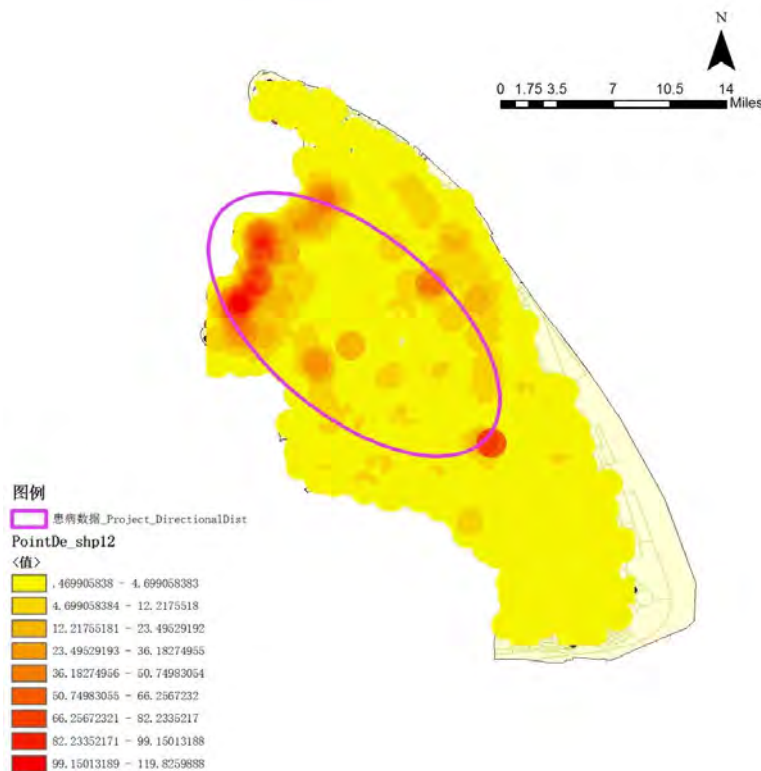 N
0 1.75 3.5 7 10.5 14
Miles
图例
患病数据_Project_DirectionalDist
PointDe_shp12
<值>
.469905838 - 4.699058383
4.699058384 - 12.2175518
12.21755181 - 23.49529192
23.49529193 - 36.18274955
36.18274956 - 50.74983054
50.74983055 - 66.2567232
66.25672321 - 82.2335217
82.23352171 - 99.15013188
99.15013189 - 119.8259888